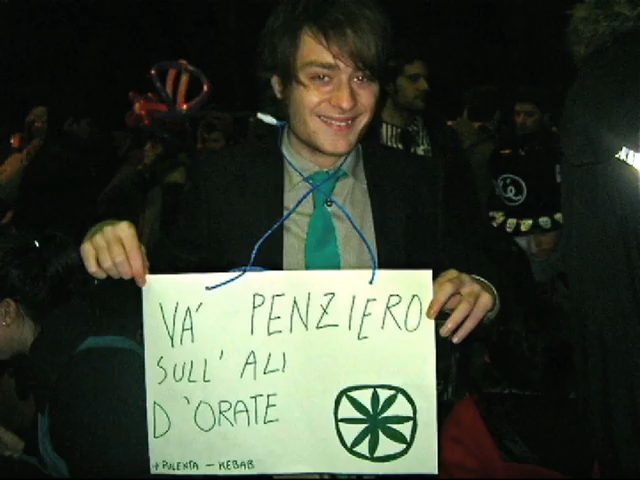 VA' PENZIERO
SULL' ALI
D'ORATE
+ POLENTA - KEBAB